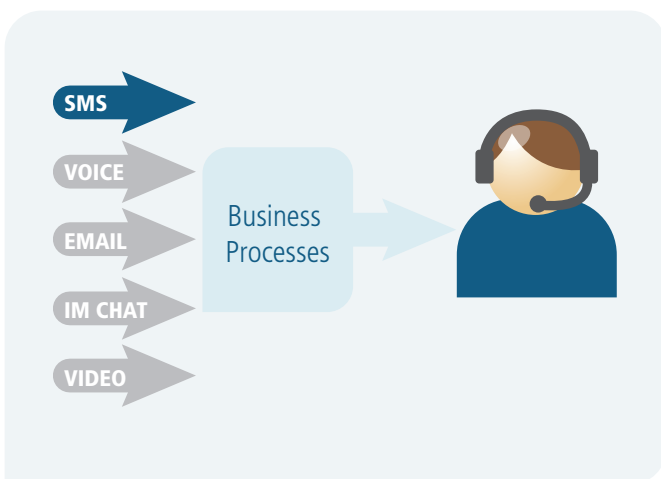 SMS
VOICE
EMAIL
IM CHAT
VIDEO
Business
Processes